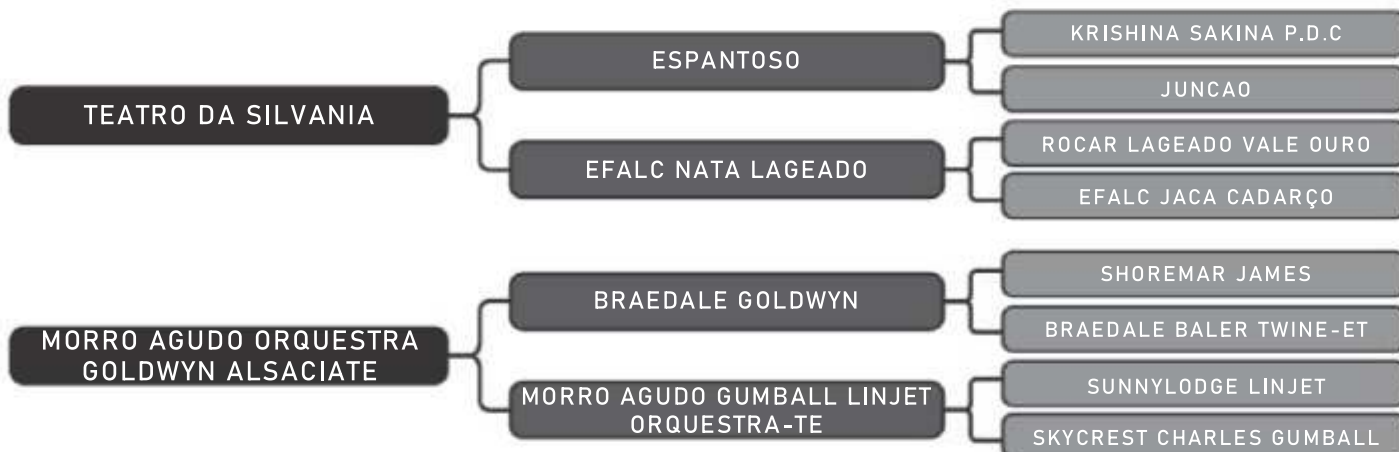 TEATRO DA SILVANIA
ESPANTOSO
KRISHINA SAKINA P.D.C
JUNCAO
EFALC NATA LAGEADO
ROCAR LAGEADO VALE OURO
EFALC JACA CADARÇO
MORRO AGUDO ORQUESTRA
GOLDWYN ALSACIATE
BRAEDALE GOLDWYN
SHOREMAR JAMES
BRAEDALE BALER TWINE-ET
MORRO AGUDO GUMBALL LINJET
ORQUESTRA-TE
SUNNYLODGE LINJET
SKYCREST CHARLES GUMBALL